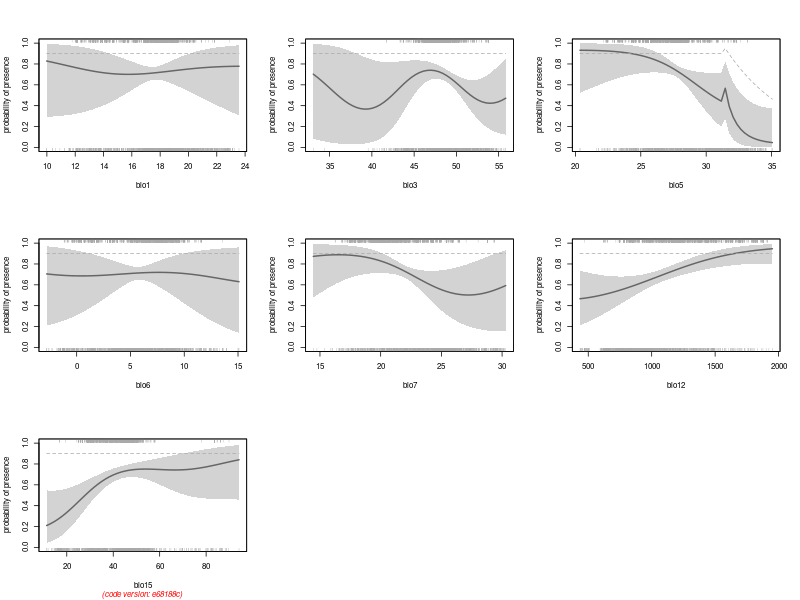 probability of presence
0.0 0.2 0.4 0.6 0.8 1.0
10 12 14 16 18 20 22 24
bio1
probability of presence
0.0 0.2 0.4 0.6 0.8 1.0
35 40 45 50 55
bio3
probability of presence
0.0 0.2 0.4 0.6 0.8 1.0
20 25 30 35
bio5
probability of presence
0.0 0.2 0.4 0.6 0.8 1.0
0 5 10 15
bio6
probability of presence
0.0 0.2 0.4 0.6 0.8 1.0
15 20 25 30
bio7
probability of presence
0.0 0.2 0.4 0.6 0.8 1.0
500 1000 1500 2000
bio12
probability of presence
0.0 0.2 0.4 0.6 0.8 1.0
20 40 60 80
bio15
(code version: e68188c)